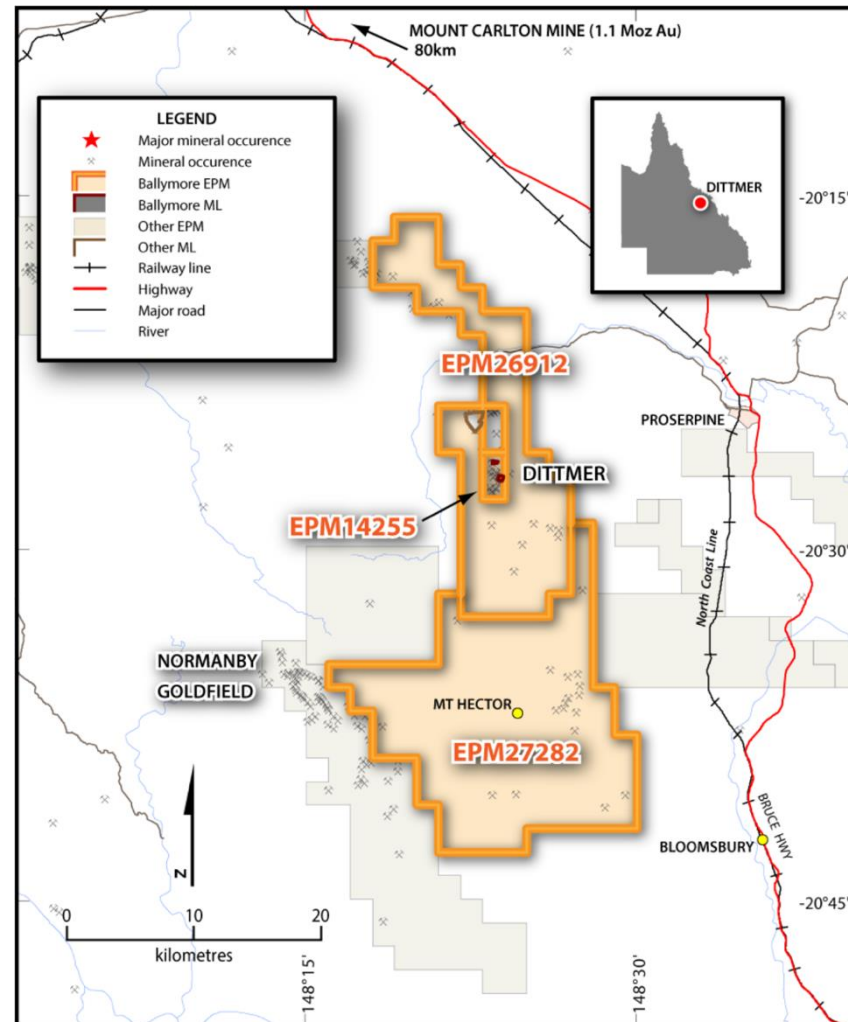 MOUNT CARLTON MINE (1.1 Moz Au)
80km
LEGEND
Major mineral occurence
Mineral occurence
Ballymore EPM
Ballymore ML
Other EPM
Other ML
Railway line
Highway
Major road
River
DITTMER
-20°15'
EPM26912
PROSERPINE
DITTMER
EPM14255
-20°30'
North Coast Line
NORMANBY
GOLDFIELD
MT HECTOR
EPM27282
BRUCE HWY
BLOOMSBURY
N
-20°45'
0 10 20
kilometres
148°15'
148°30'